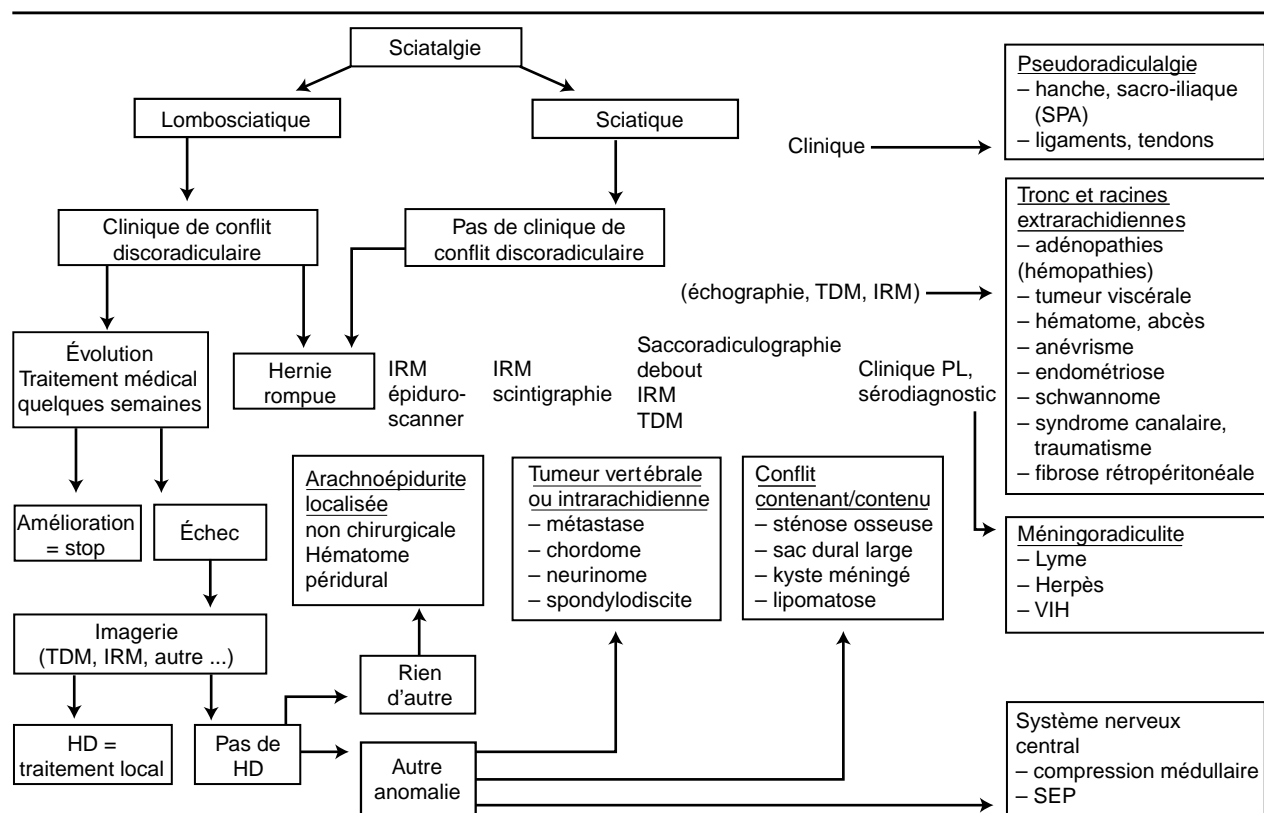 Sciatalgie
Lombosciatique
Sciatique
Clinique de conflit
discoradiculaire
Pas de clinique de
conflit discoradiculaire
Évolution
Traitement médical
quelques semaines
Hernie
rompue
IRM
épiduro-
scanner
IRM
scintigraphie
Saccoradiculographie
debout
IRM
TDM
Clinique PL,
sérodiagnostic
Clinique
(échographie, TDM, IRM)
Pseudoradiculalgie
– hanche, sacro-iliaque
(SPA)
– ligaments, tendons
Tronc et racines
extrarachidiennes
– adénopathies
(hémopathies)
– tumeur viscérale
– hématome, abcès
– anévrisme
– endométriose
– schwannome
– syndrome canalaire,
traumatisme
– fibrose rétropéritonéale
Amélioration
= stop
Échec
Arachnoépidurite
localisée
non chirurgicale
Hématome
péridural
Tumeur vertébrale
ou intrarachidienne
– métastase
– chordome
– neurinome
– spondylodiscite
Conflit
contenant/contenu
– sténose osseuse
– sac dural large
– kyste méningé
– lipomatose
Méningoradiculite
– Lyme
– Herpès
– VIH
Imagerie
(TDM, IRM, autre ...)
Rien
d'autre
HD =
traitement local
Pas de
HD
Autre
anomalie
Système nerveux
central
– compression médullaire
– SEP